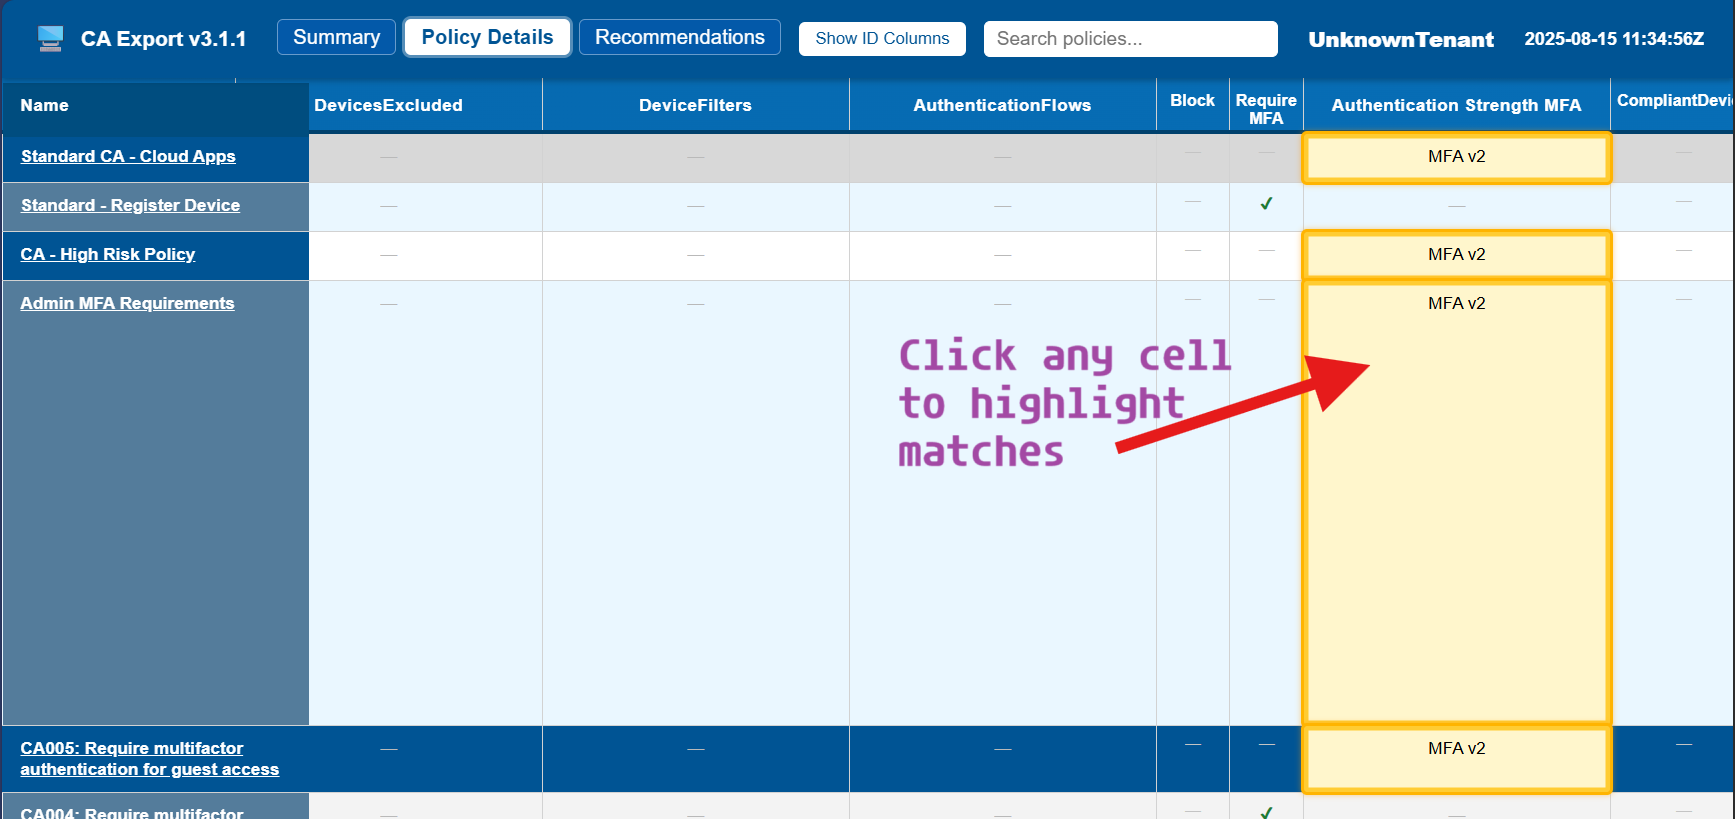 CA Export v3.1.1 Summary Policy Details Recommendations Show ID Columns Search policies... UnknownTenant 2025-08-15 11:34:56Z
Name DevicesExcluded DeviceFilters AuthenticationFlows Block Require Authentication Strength MFA
MFA
Standard CA - Cloud Apps — — — — — MFA v2 —
Standard - Register Device — — — — ✓ — —
CA - High Risk Policy — — — — — MFA v2 —
Admin MFA Requirements — — — — — MFA v2 —
Click any cell
to highlight
matches
CA005: Require multifactor — — — — — MFA v2 —
authentication for guest access
CA004: Require multifactor — — — — ✓ — —